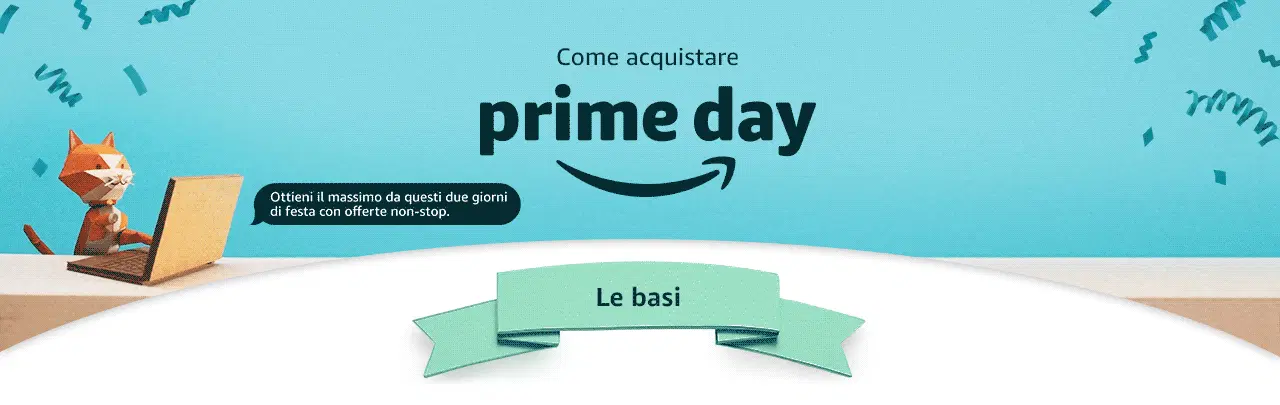 Come acquistare
prime day
Ottieni il massimo da questi due giorni
di festa con offerte non-stop.
Le basi